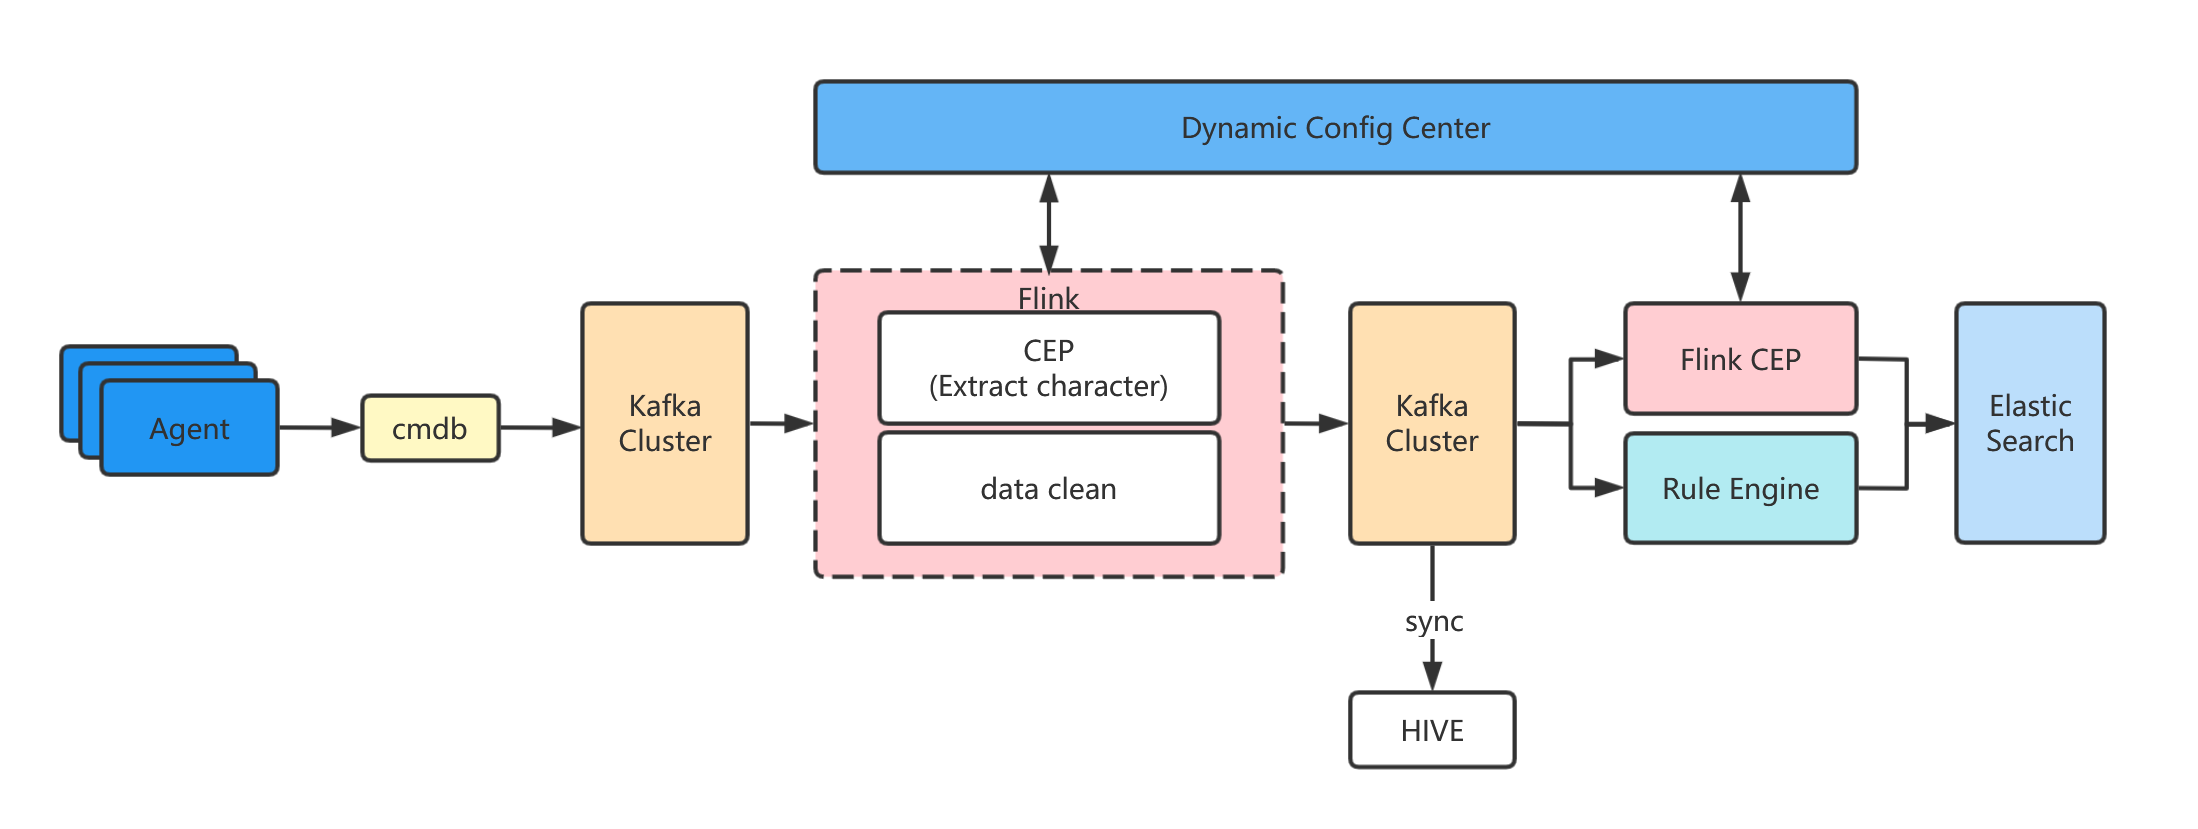 Dynamic Config Center
Flink
CEP
(Extract character)
data clean
Agent
cmdb
Kafka
Cluster
Kafka
Cluster
Flink CEP
Rule Engine
Elastic
Search
sync
HIVE